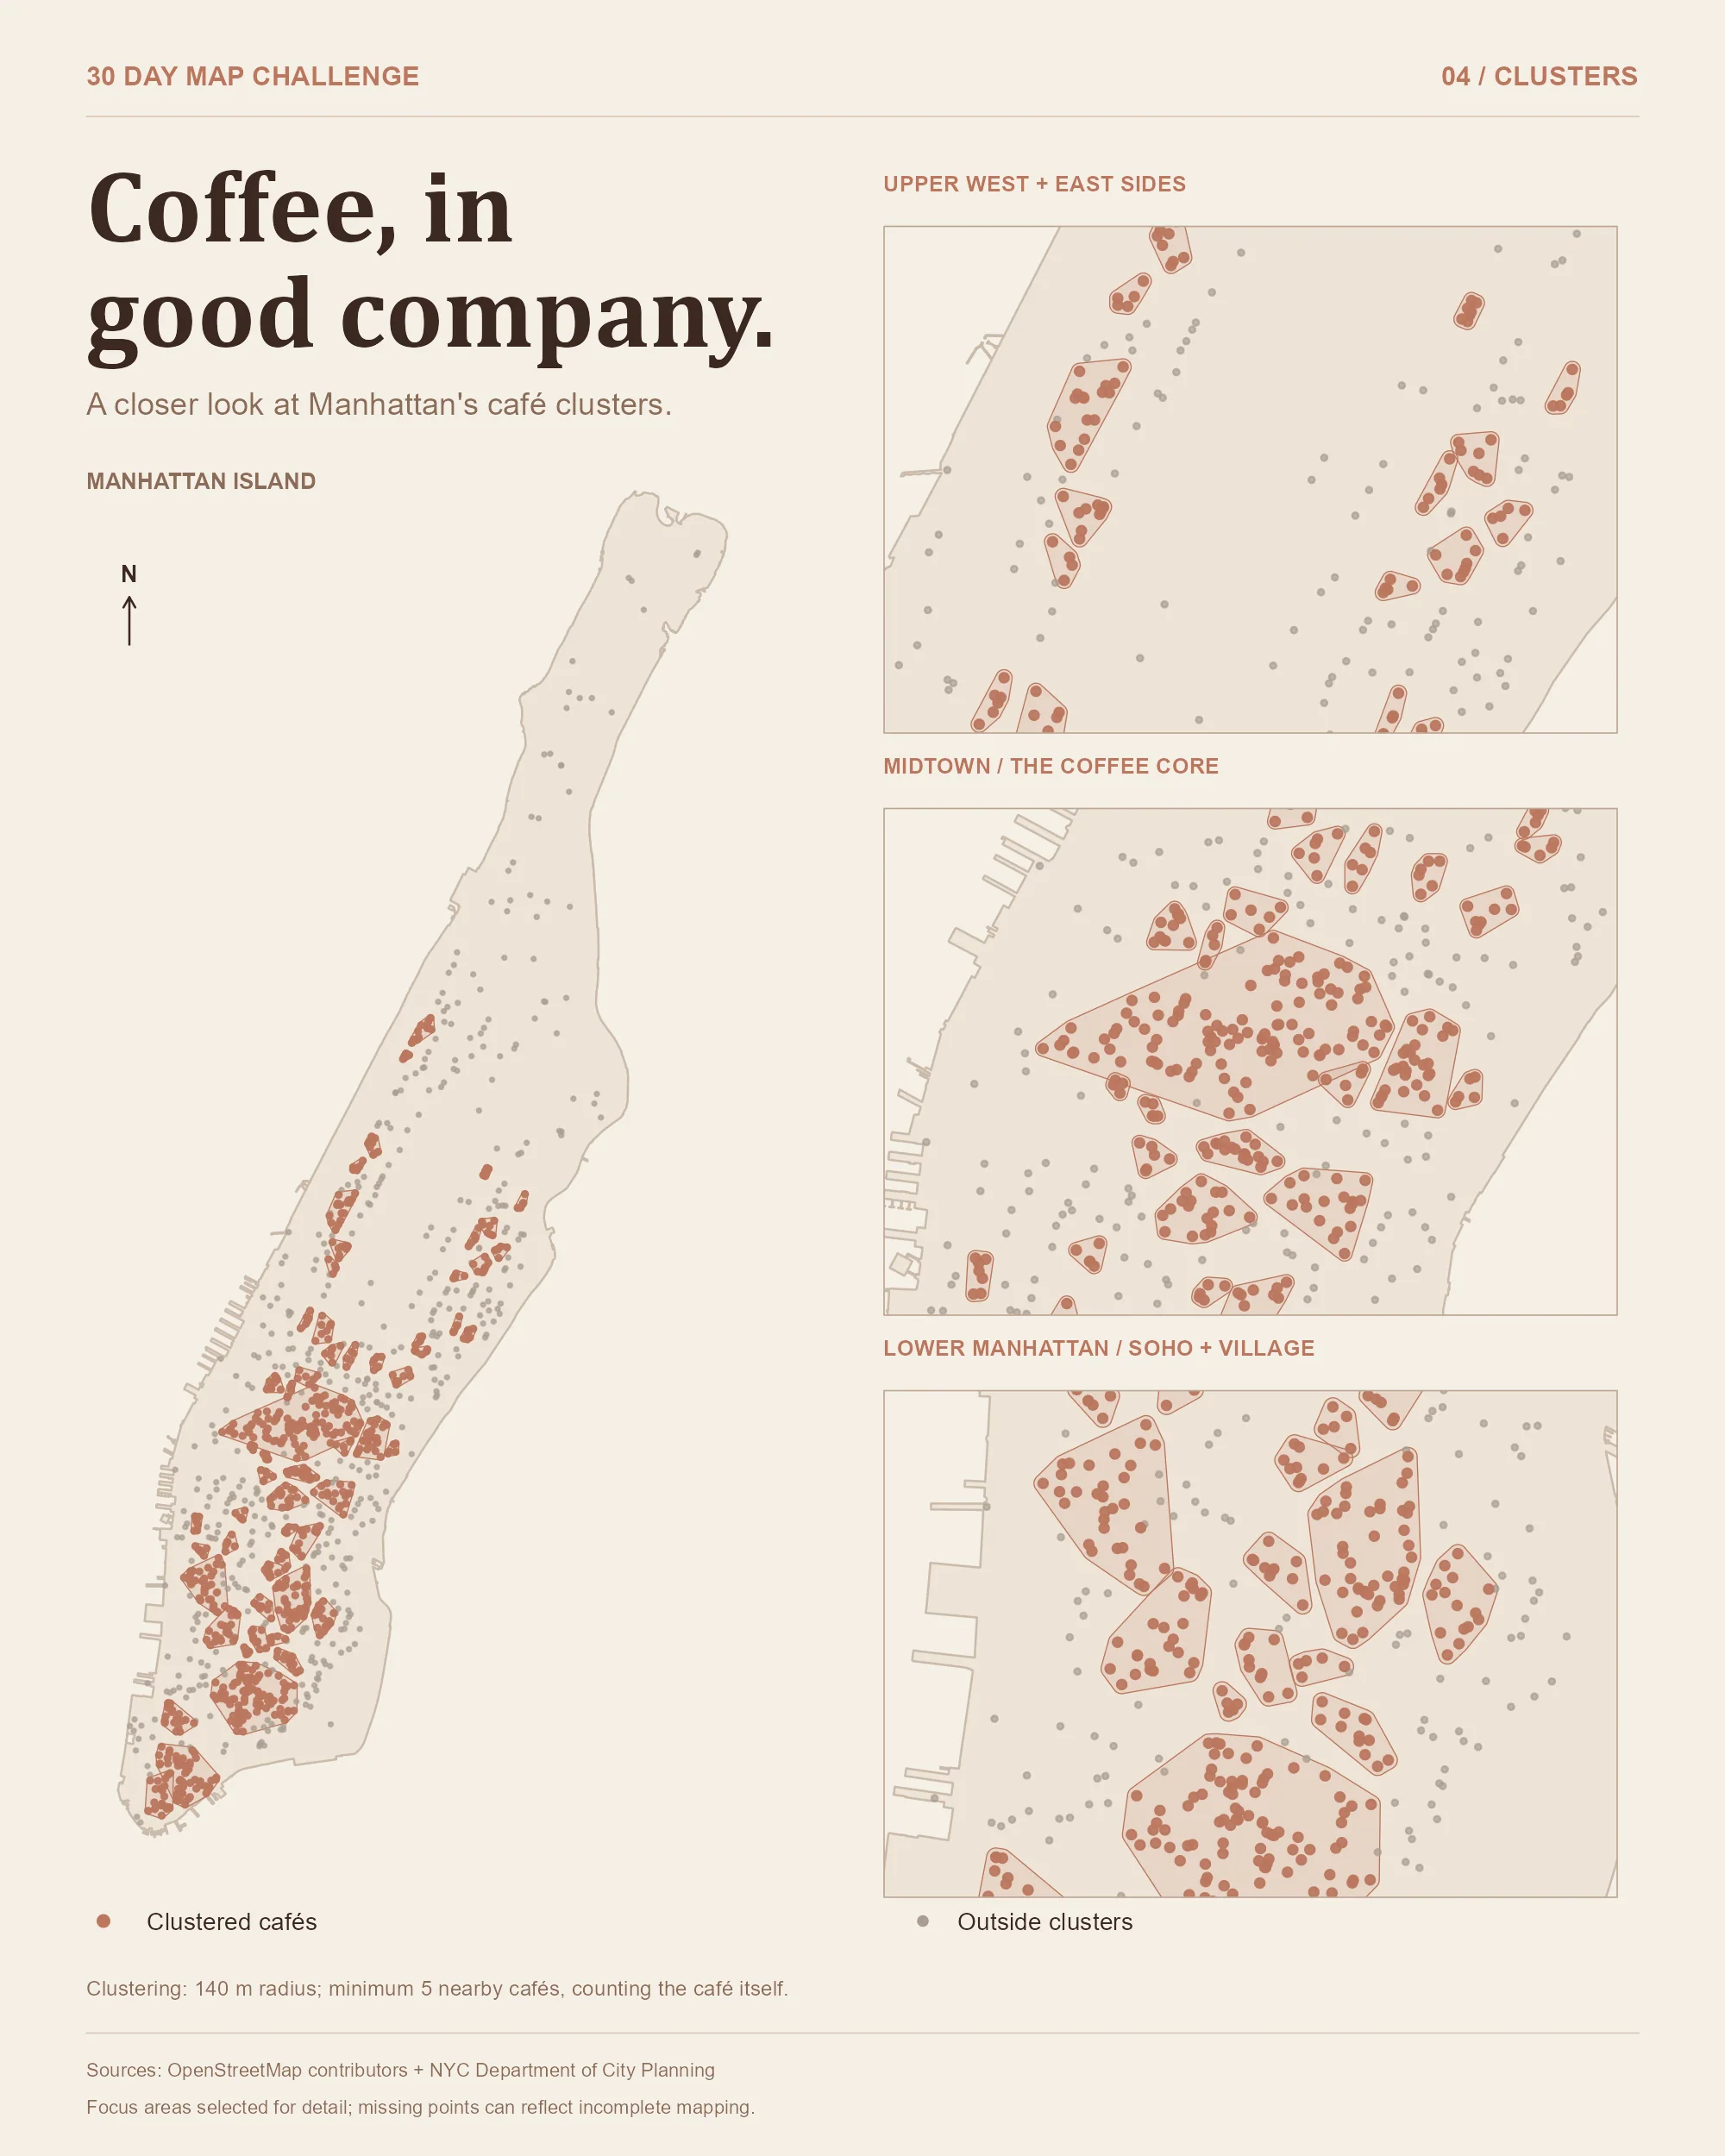 30 DAY MAP CHALLENGE
04 / CLUSTERS
Coffee, in
good company.
A closer look at Manhattan's café clusters.
MANHATTAN ISLAND
N
UPPER WEST + EAST SIDES
MIDTOWN / THE COFFEE CORE
LOWER MANHATTAN / SOHO + VILLAGE
Clustered cafés
Outside clusters
Clustering: 140 m radius; minimum 5 nearby cafés, counting the café itself.
Sources: OpenStreetMap contributors + NYC Department of City Planning
Focus areas selected for detail; missing points can reflect incomplete mapping.